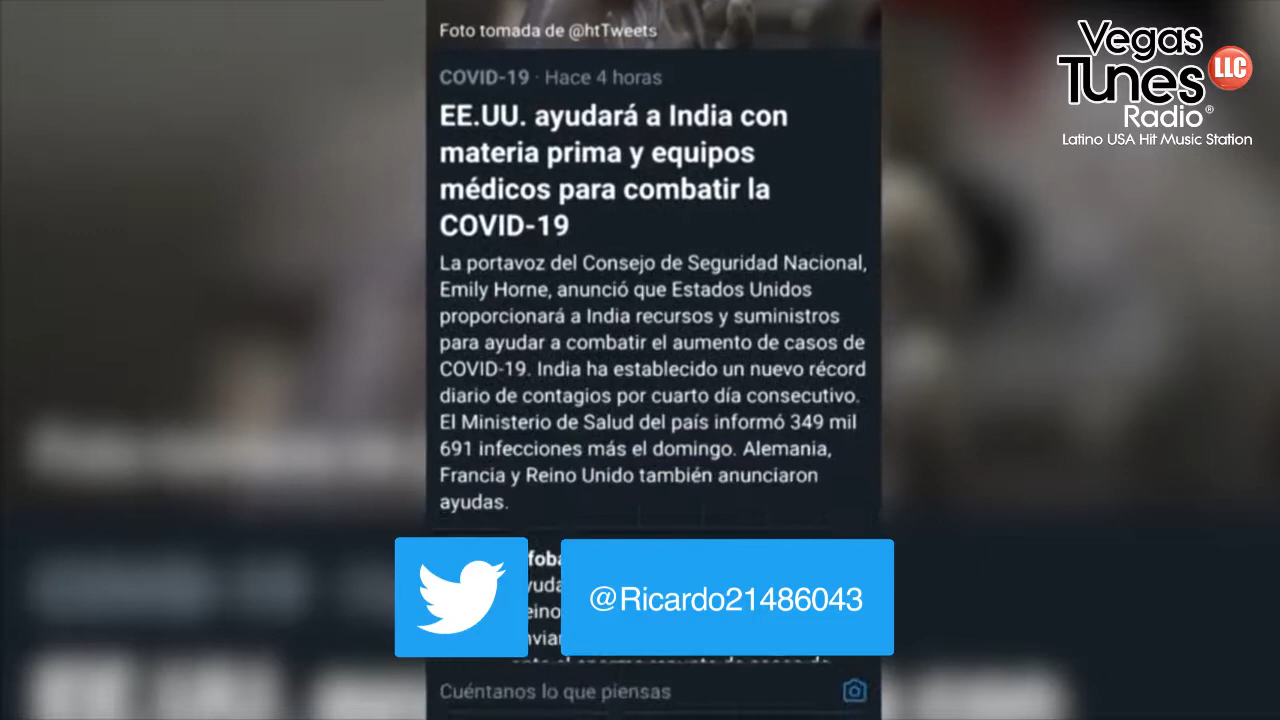 Foto tomada de @htTweets
Vegas
Tunes
LLC
Radio®
Latino USA Hit Music Station
COVID-19 · Hace 4 horas
EE.UU. ayudará a India con
materia prima y equipos
médicos para combatir la
COVID-19
La portavoz del Consejo de Seguridad Nacional,
Emily Horne, anunció que Estados Unidos
proporcionará a India recursos y suministros
para ayudar a combatir el aumento de casos de
COVID-19. India ha establecido un nuevo récord
diario de contagios por cuarto día consecutivo.
El Ministerio de Salud del país informó 349 mil
691 infecciones más el domingo. Alemania,
Francia y Reino Unido también anunciaron
ayudas.
@Ricardo21486043
Cuéntanos lo que piensas